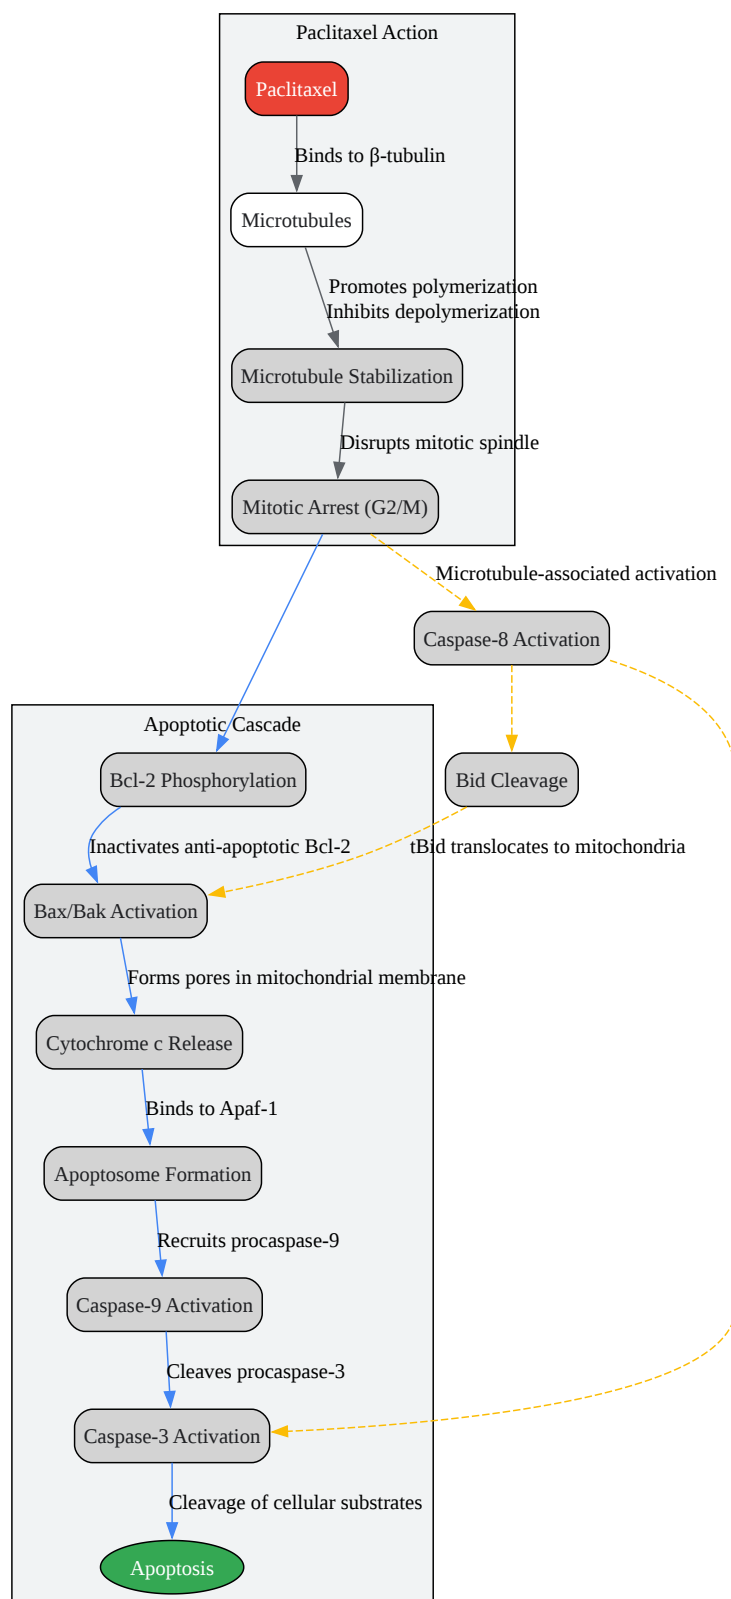 Paclitaxel Action
Paclitaxel
Binds to β-tubulin
Microtubules
Promotes polymerization
Inhibits depolymerization
Microtubule Stabilization
Disrupts mitotic spindle
Mitotic Arrest (G2/M)
Microtubule-associated activation
Caspase-8 Activation
Apoptotic Cascade
Bcl-2 Phosphorylation
Bid Cleavage
Inactivates anti-apoptotic Bcl-2
tBid translocates to mitochondria
Bax/Bak Activation
Forms pores in mitochondrial membrane
Cytochrome c Release
Binds to Apaf-1
Apoptosome Formation
Recruits procaspase-9
Caspase-9 Activation
Cleaves procaspase-3
Caspase-3 Activation
Cleavage of cellular substrates
Apoptosis